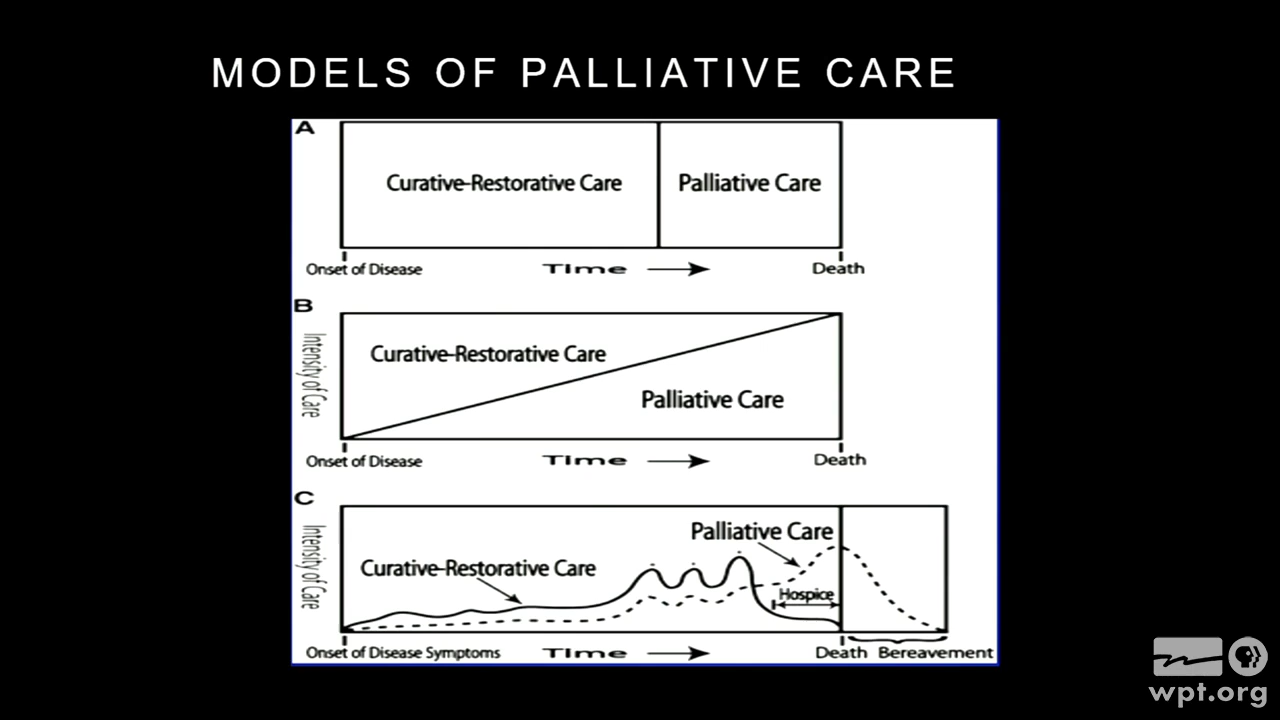 MODELS OF PALLIATIVE CARE
A
Curative-Restorative Care
Palliative Care
Onset of Disease
Time
Death
B
Intensity of Care
Curative-Restorative Care
Palliative Care
Onset of Disease
Time
Death
C
Intensity of Care
Palliative Care
Curative-Restorative Care
Hospice
Onset of Disease Symptoms
Time
Death
Bereavement
PBS
wpt.org